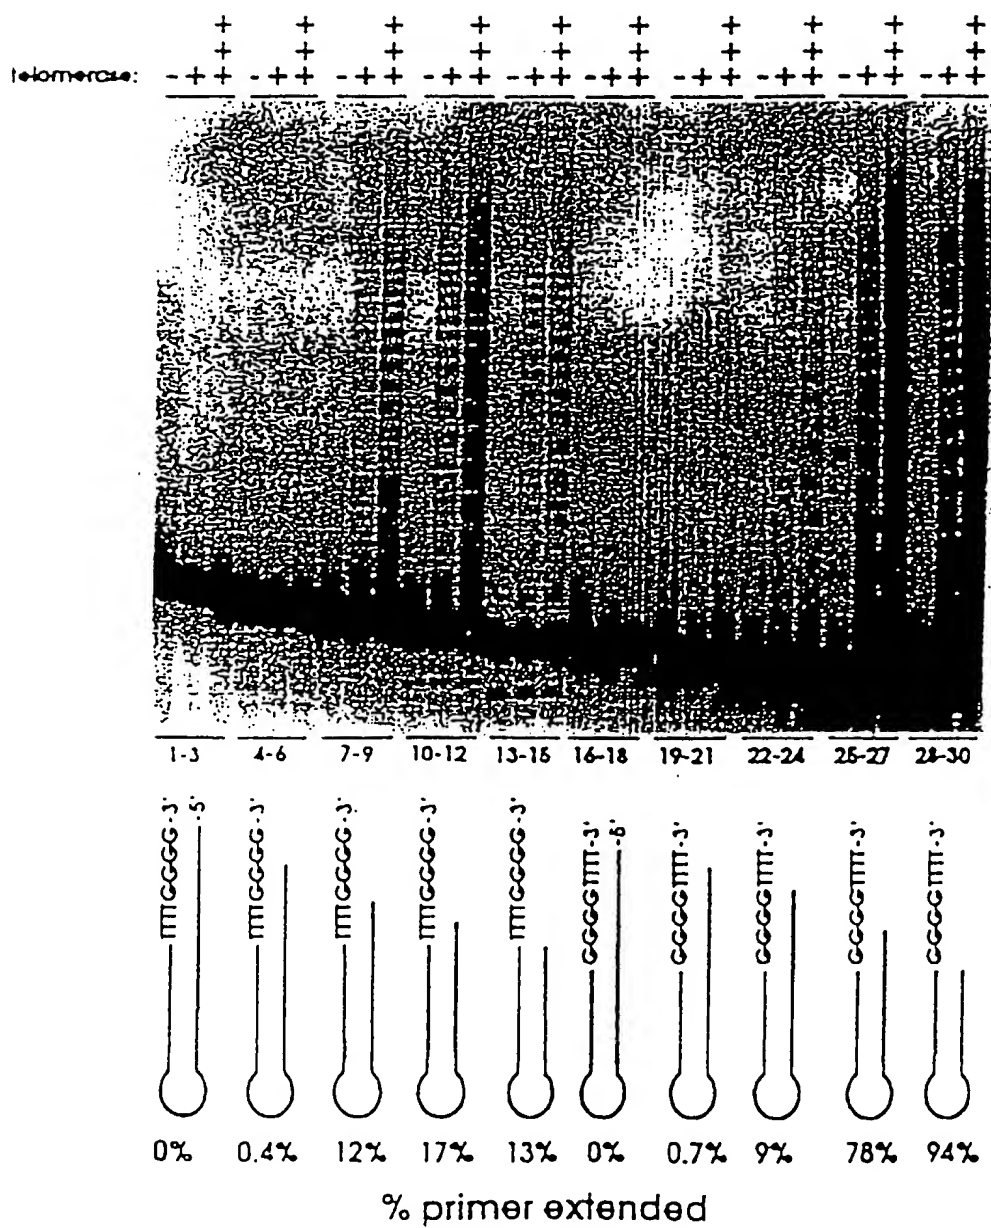 + + + + + + + + + +
+ + + + + + + + + +
telomerase: - + + - + + - + + - + + - + + - + + - + + - + + - + + - + +
1-3 4-6 7-9 10-12 13-15 16-18 19-21 22-24 25-27 28-30
TTTTGGGG-3' -5' TTTTGGGG-3' TTTTGGGG-3' TTTTGGGG-3' TTTTGGGG-3' GGGGTTTT-3' -5' GGGGTTTT-3' GGGGTTTT-3' GGGGTTTT-3' GGGGTTTT-3'
0% 0.4% 12% 17% 13% 0% 0.7% 9% 78% 94%
% primer extended